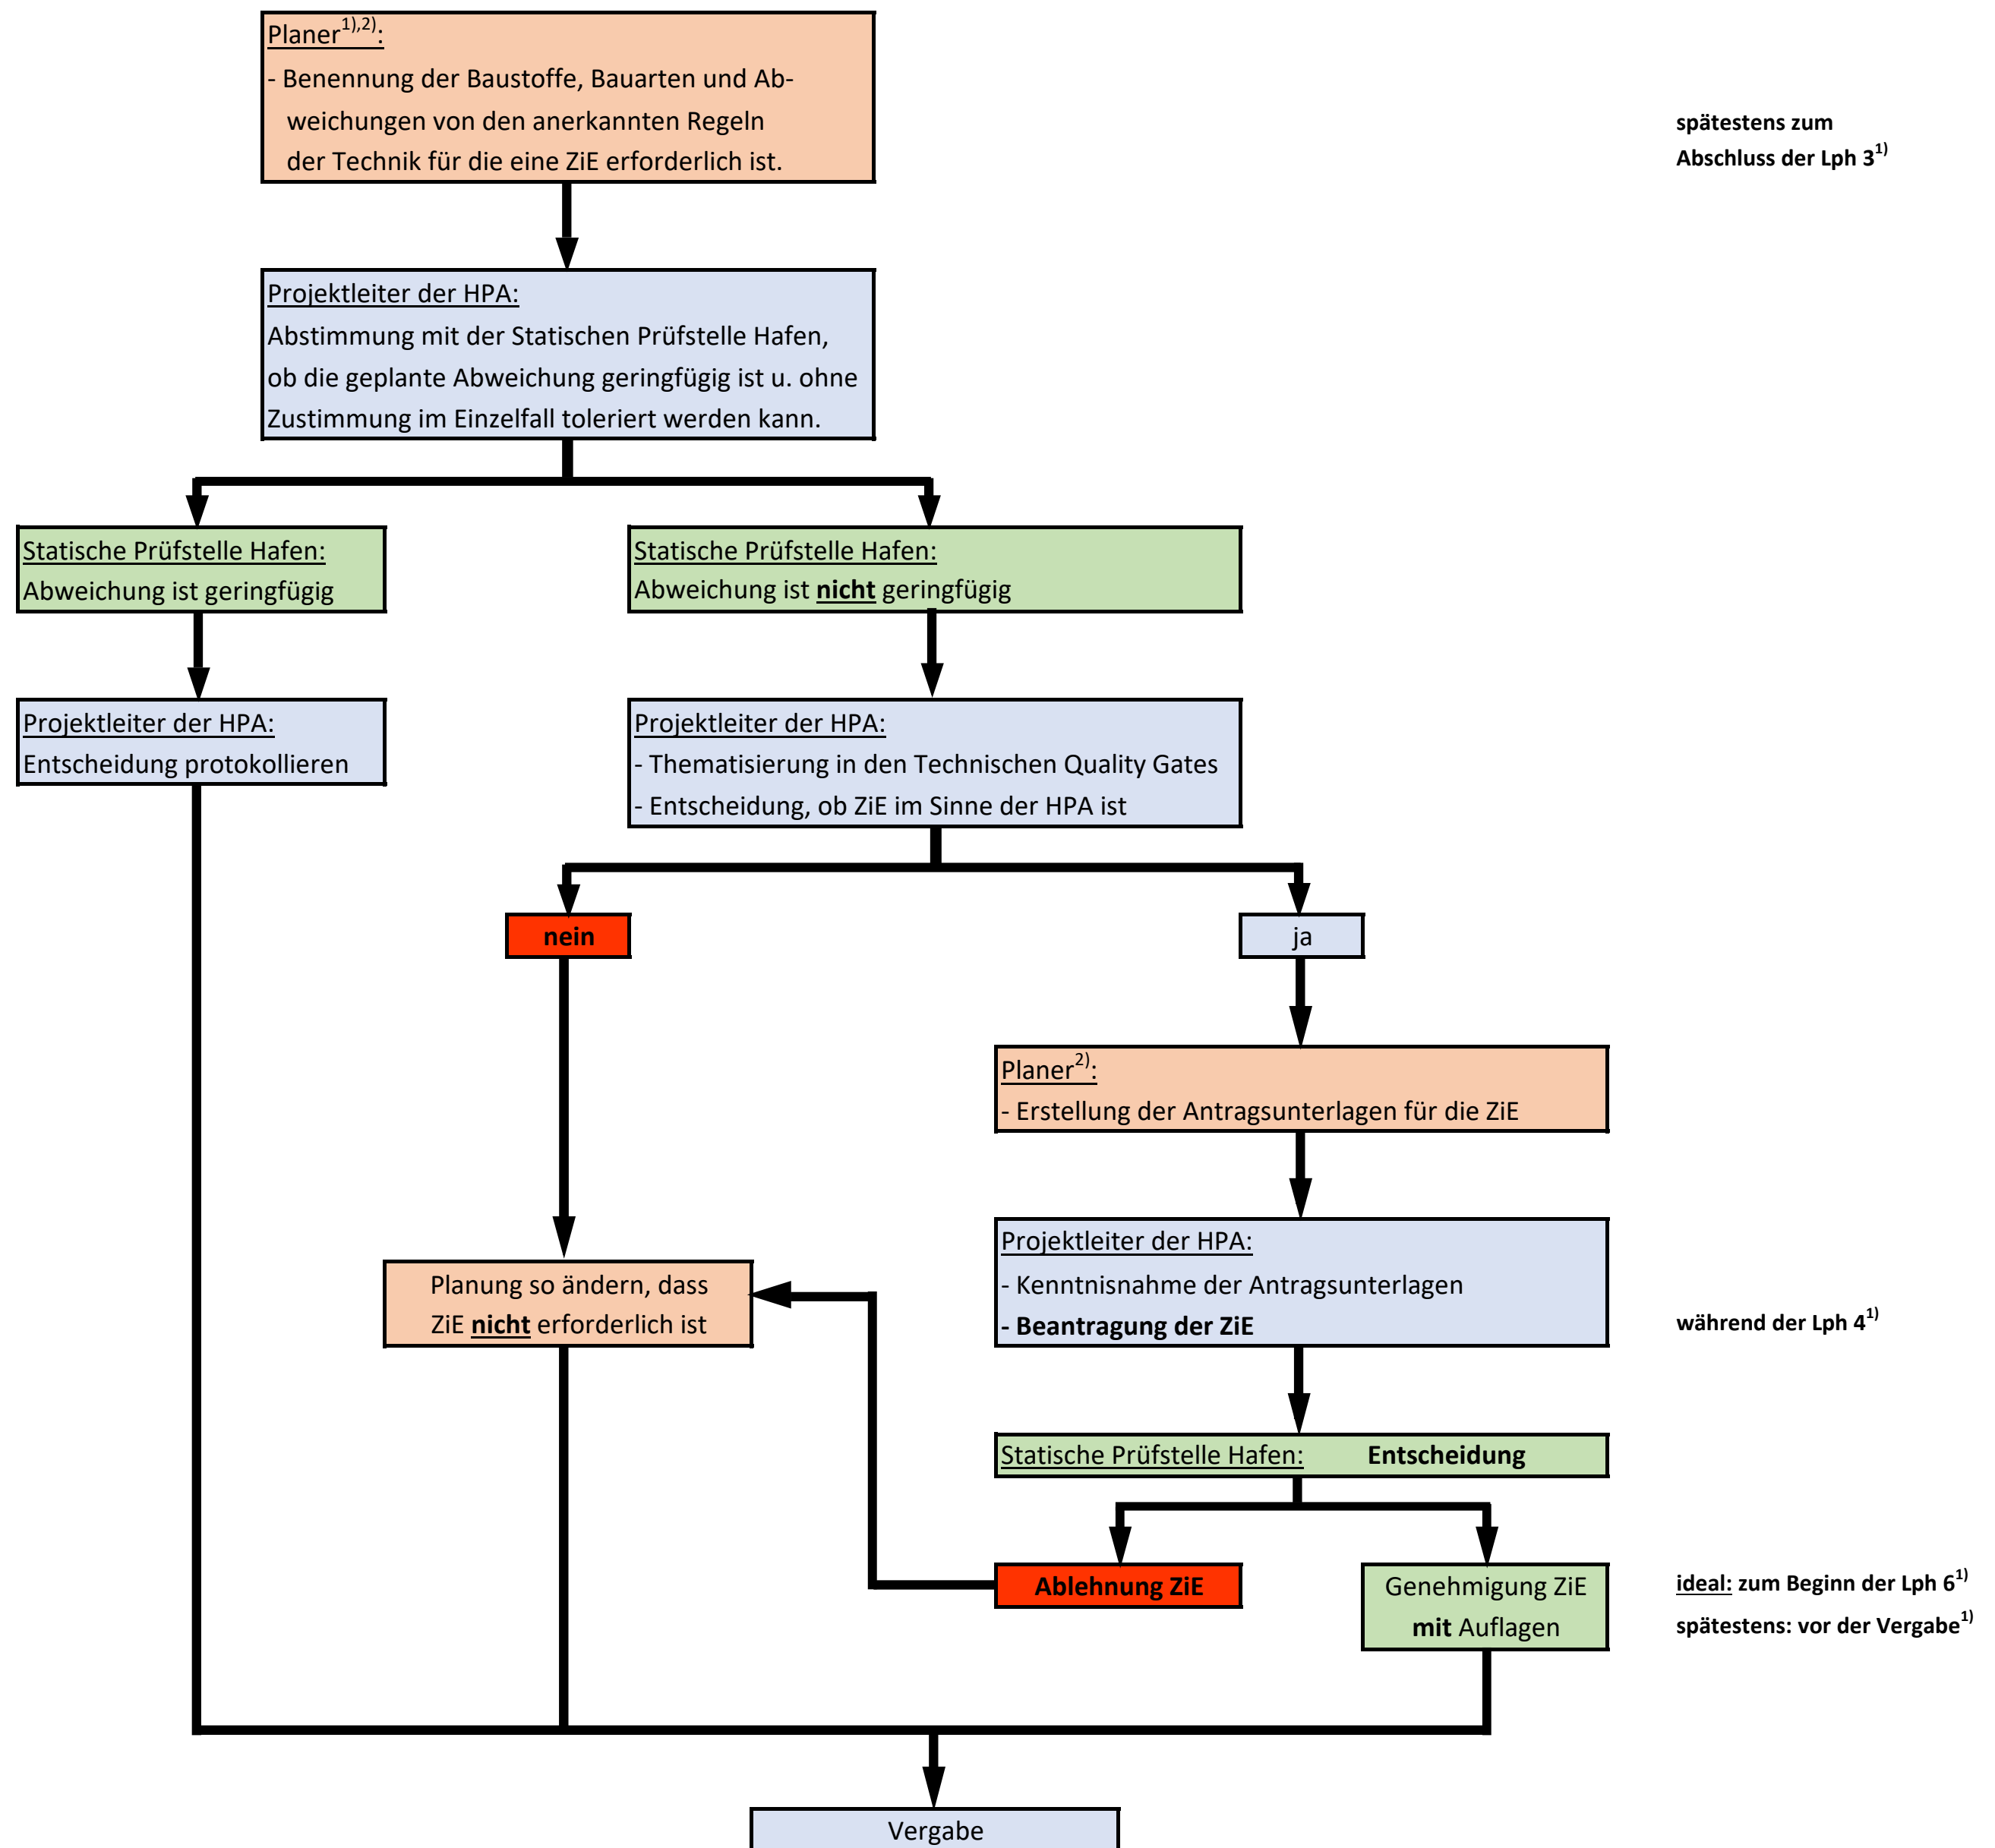 Planer1),2):
- Benennung der Baustoffe, Bauarten und Ab-
weichungen von den anerkannten Regeln
der Technik für die eine ZiE erforderlich ist.
spätestens zum
Abschluss der Lph 31)
Projektleiter der HPA:
Abstimmung mit der Statischen Prüfstelle Hafen,
ob die geplante Abweichung geringfügig ist u. ohne
Zustimmung im Einzelfall toleriert werden kann.
Statische Prüfstelle Hafen:
Abweichung ist geringfügig
Statische Prüfstelle Hafen:
Abweichung ist nicht geringfügig
Projektleiter der HPA:
Entscheidung protokollieren
Projektleiter der HPA:
- Thematisierung in den Technischen Quality Gates
- Entscheidung, ob ZiE im Sinne der HPA ist
nein
ja
Planer2):
- Erstellung der Antragsunterlagen für die ZiE
Planung so ändern, dass
ZiE nicht erforderlich ist
Projektleiter der HPA:
- Kenntnisnahme der Antragsunterlagen
- Beantragung der ZiE
während der Lph 41)
Statische Prüfstelle Hafen: Entscheidung
Ablehnung ZiE
Genehmigung ZiE
mit Auflagen
ideal: zum Beginn der Lph 61)
spätestens: vor der Vergabe1)
Vergabe